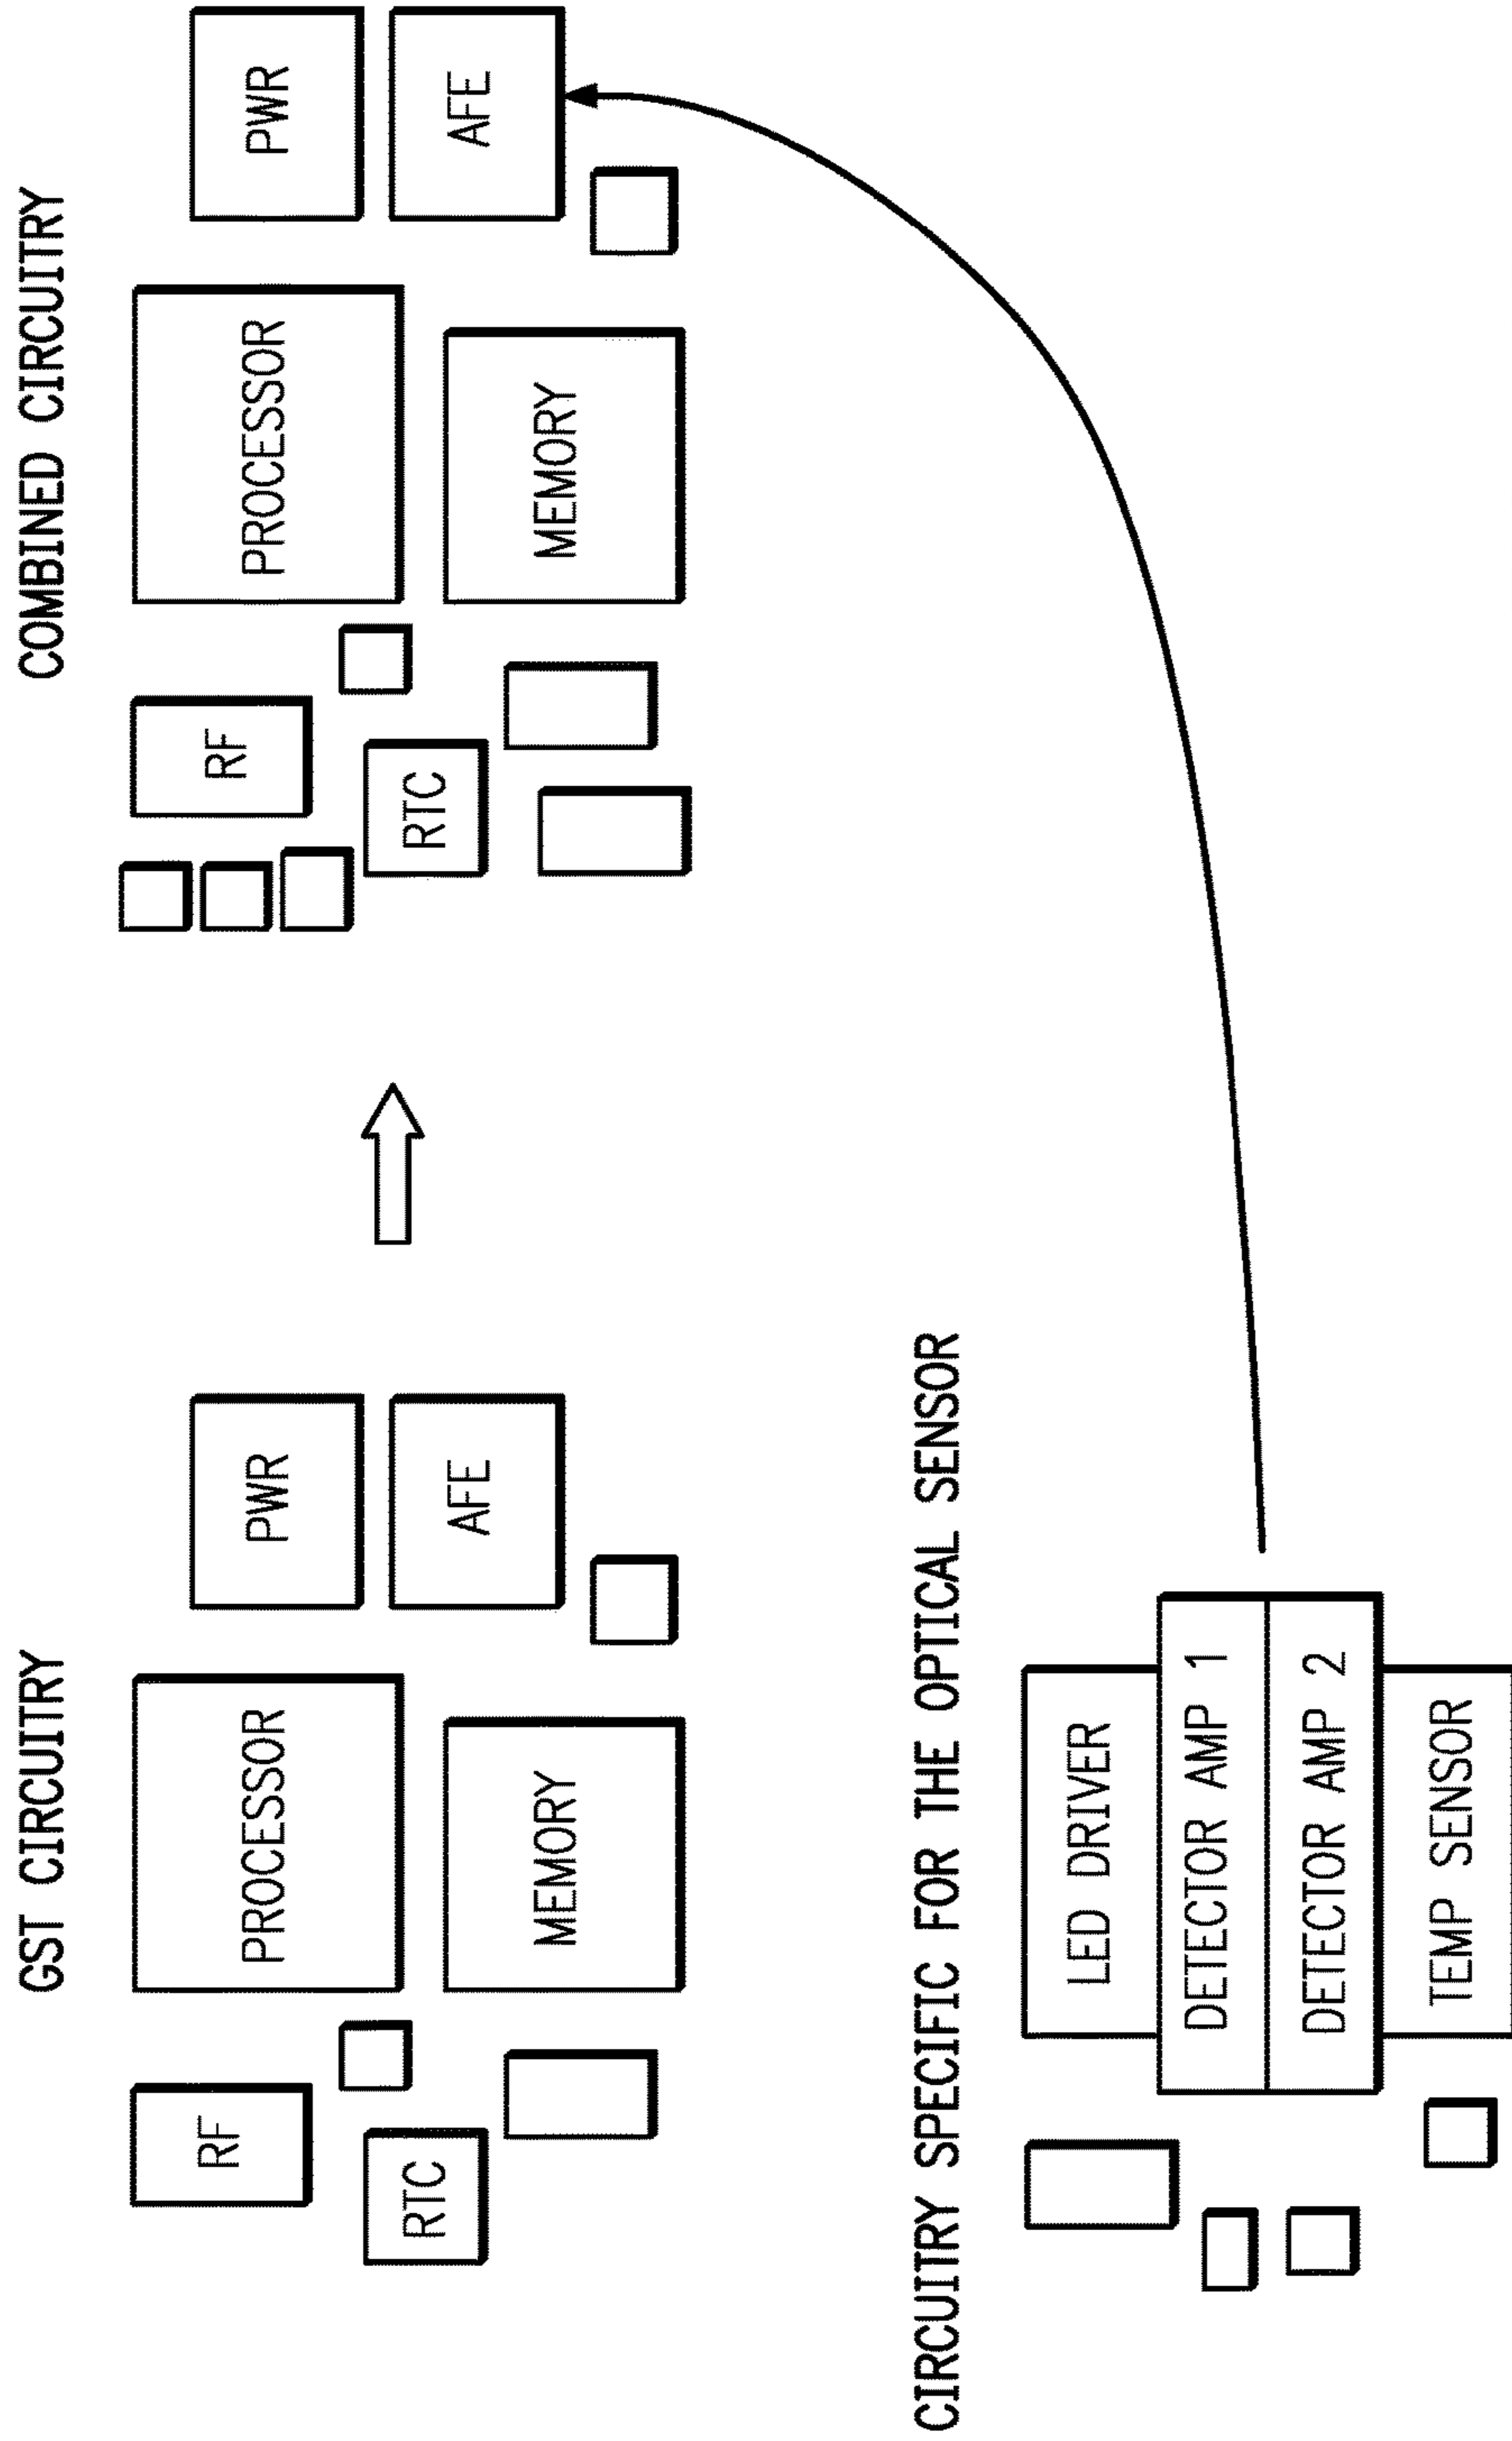 GST CIRCUITRY
RF
RTC
PROCESSOR
MEMORY
PWR
AFE
COMBINED CIRCUITRY
RF
RTC
PROCESSOR
MEMORY
PWR
AFE
CIRCUITRY SPECIFIC FOR THE OPTICAL SENSOR
LED DRIVER
DETECTOR AMP 1
DETECTOR AMP 2
TEMP SENSOR